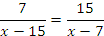 7/(x − 15) = 15/(x − 7)